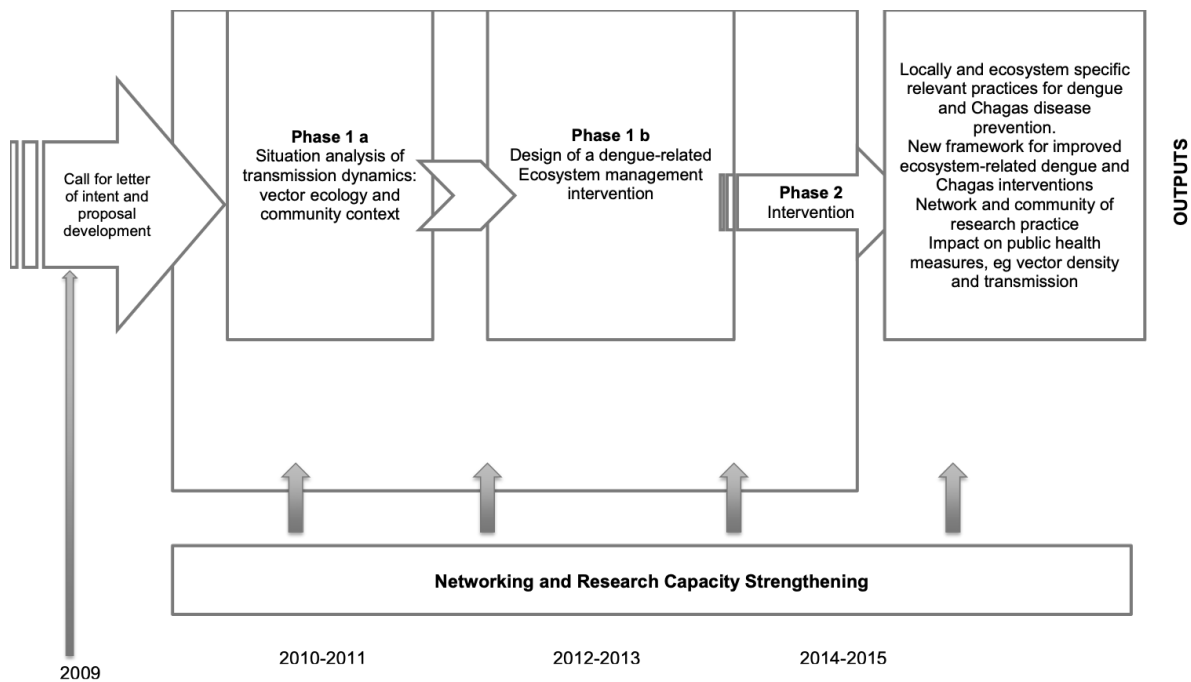 Call for letter
of intent and
proposal
development
Phase 1 a
Situation analysis of
transmission dynamics:
vector ecology and
community context
Phase 1 b
Design of a dengue-related
Ecosystem management
intervention
Phase 2
Intervention
Locally and ecosystem specific
relevant practices for dengue
and Chagas disease
prevention.
New framework for improved
ecosystem-related dengue and
Chagas interventions
Network and community of
research practice
Impact on public health
measures, eg vector density
and transmission
OUTPUTS
Networking and Research Capacity Strengthening
2009
2010-2011
2012-2013
2014-2015